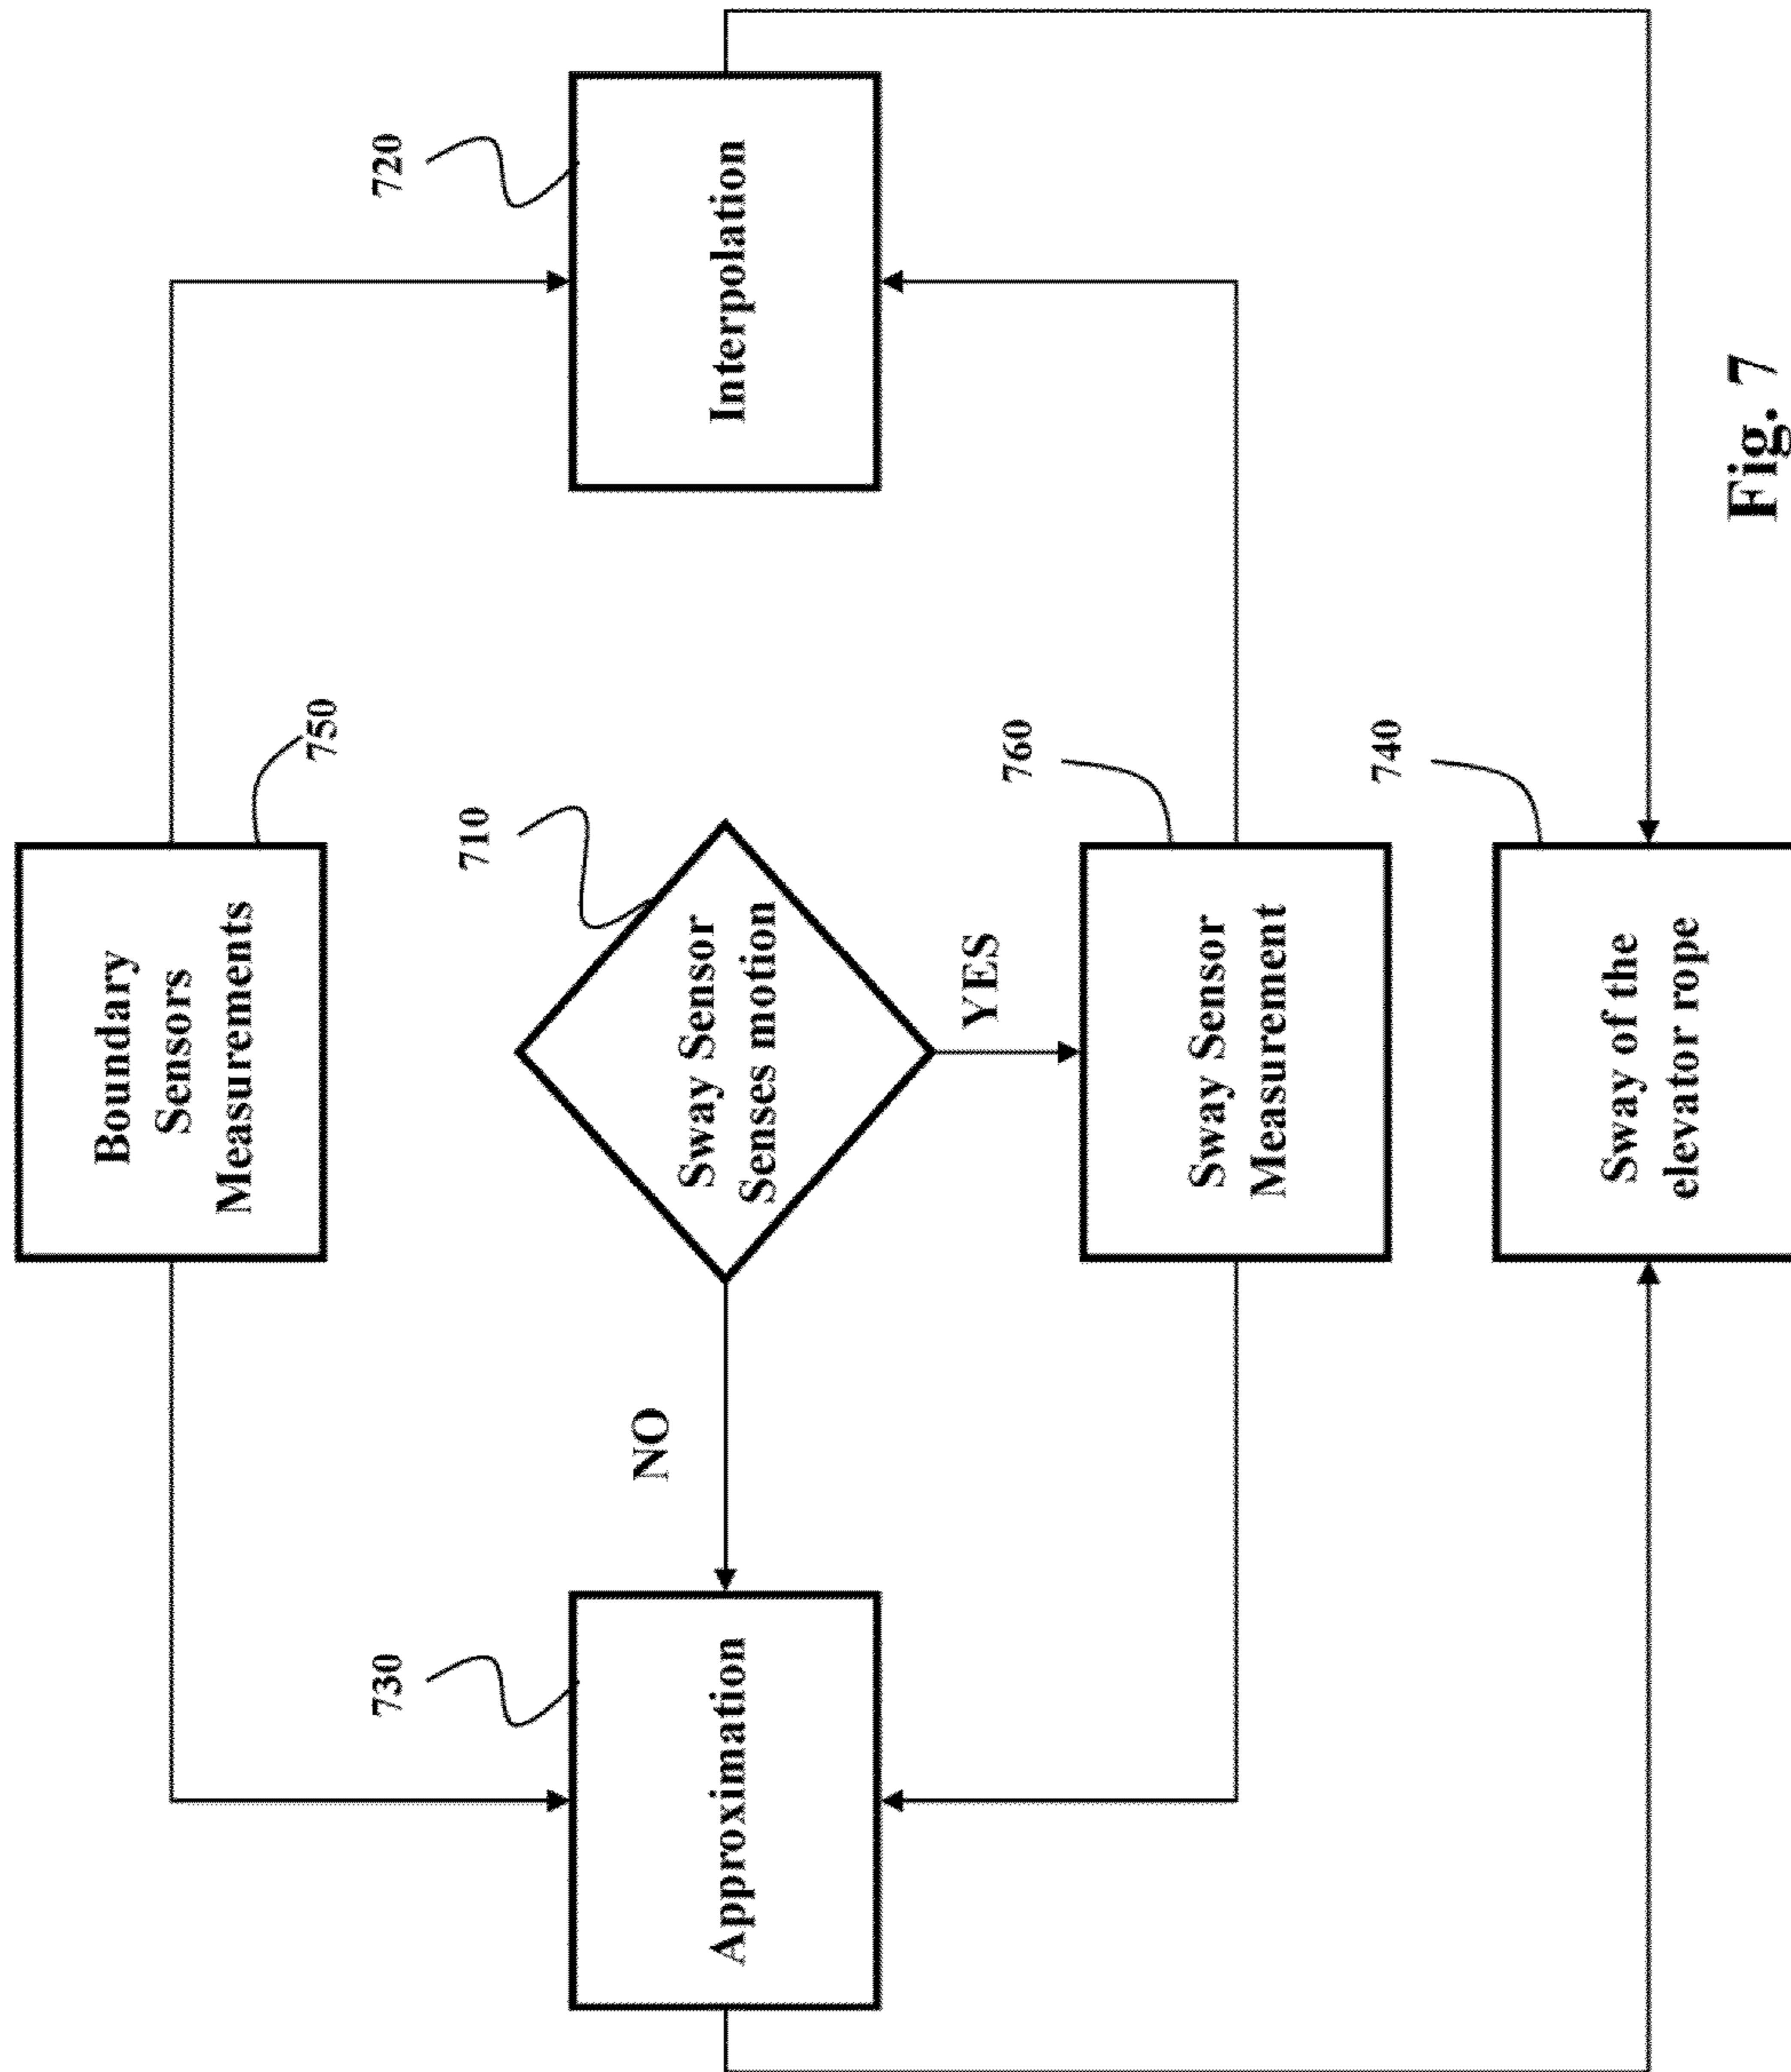 Boundary
Sensors
Measurements
750
710
Sway Sensor
Senses motion
NO
YES
730
Approximation
720
Interpolation
760
Sway Sensor
Measurement
740
Sway of the
elevator rope
Fig. 7